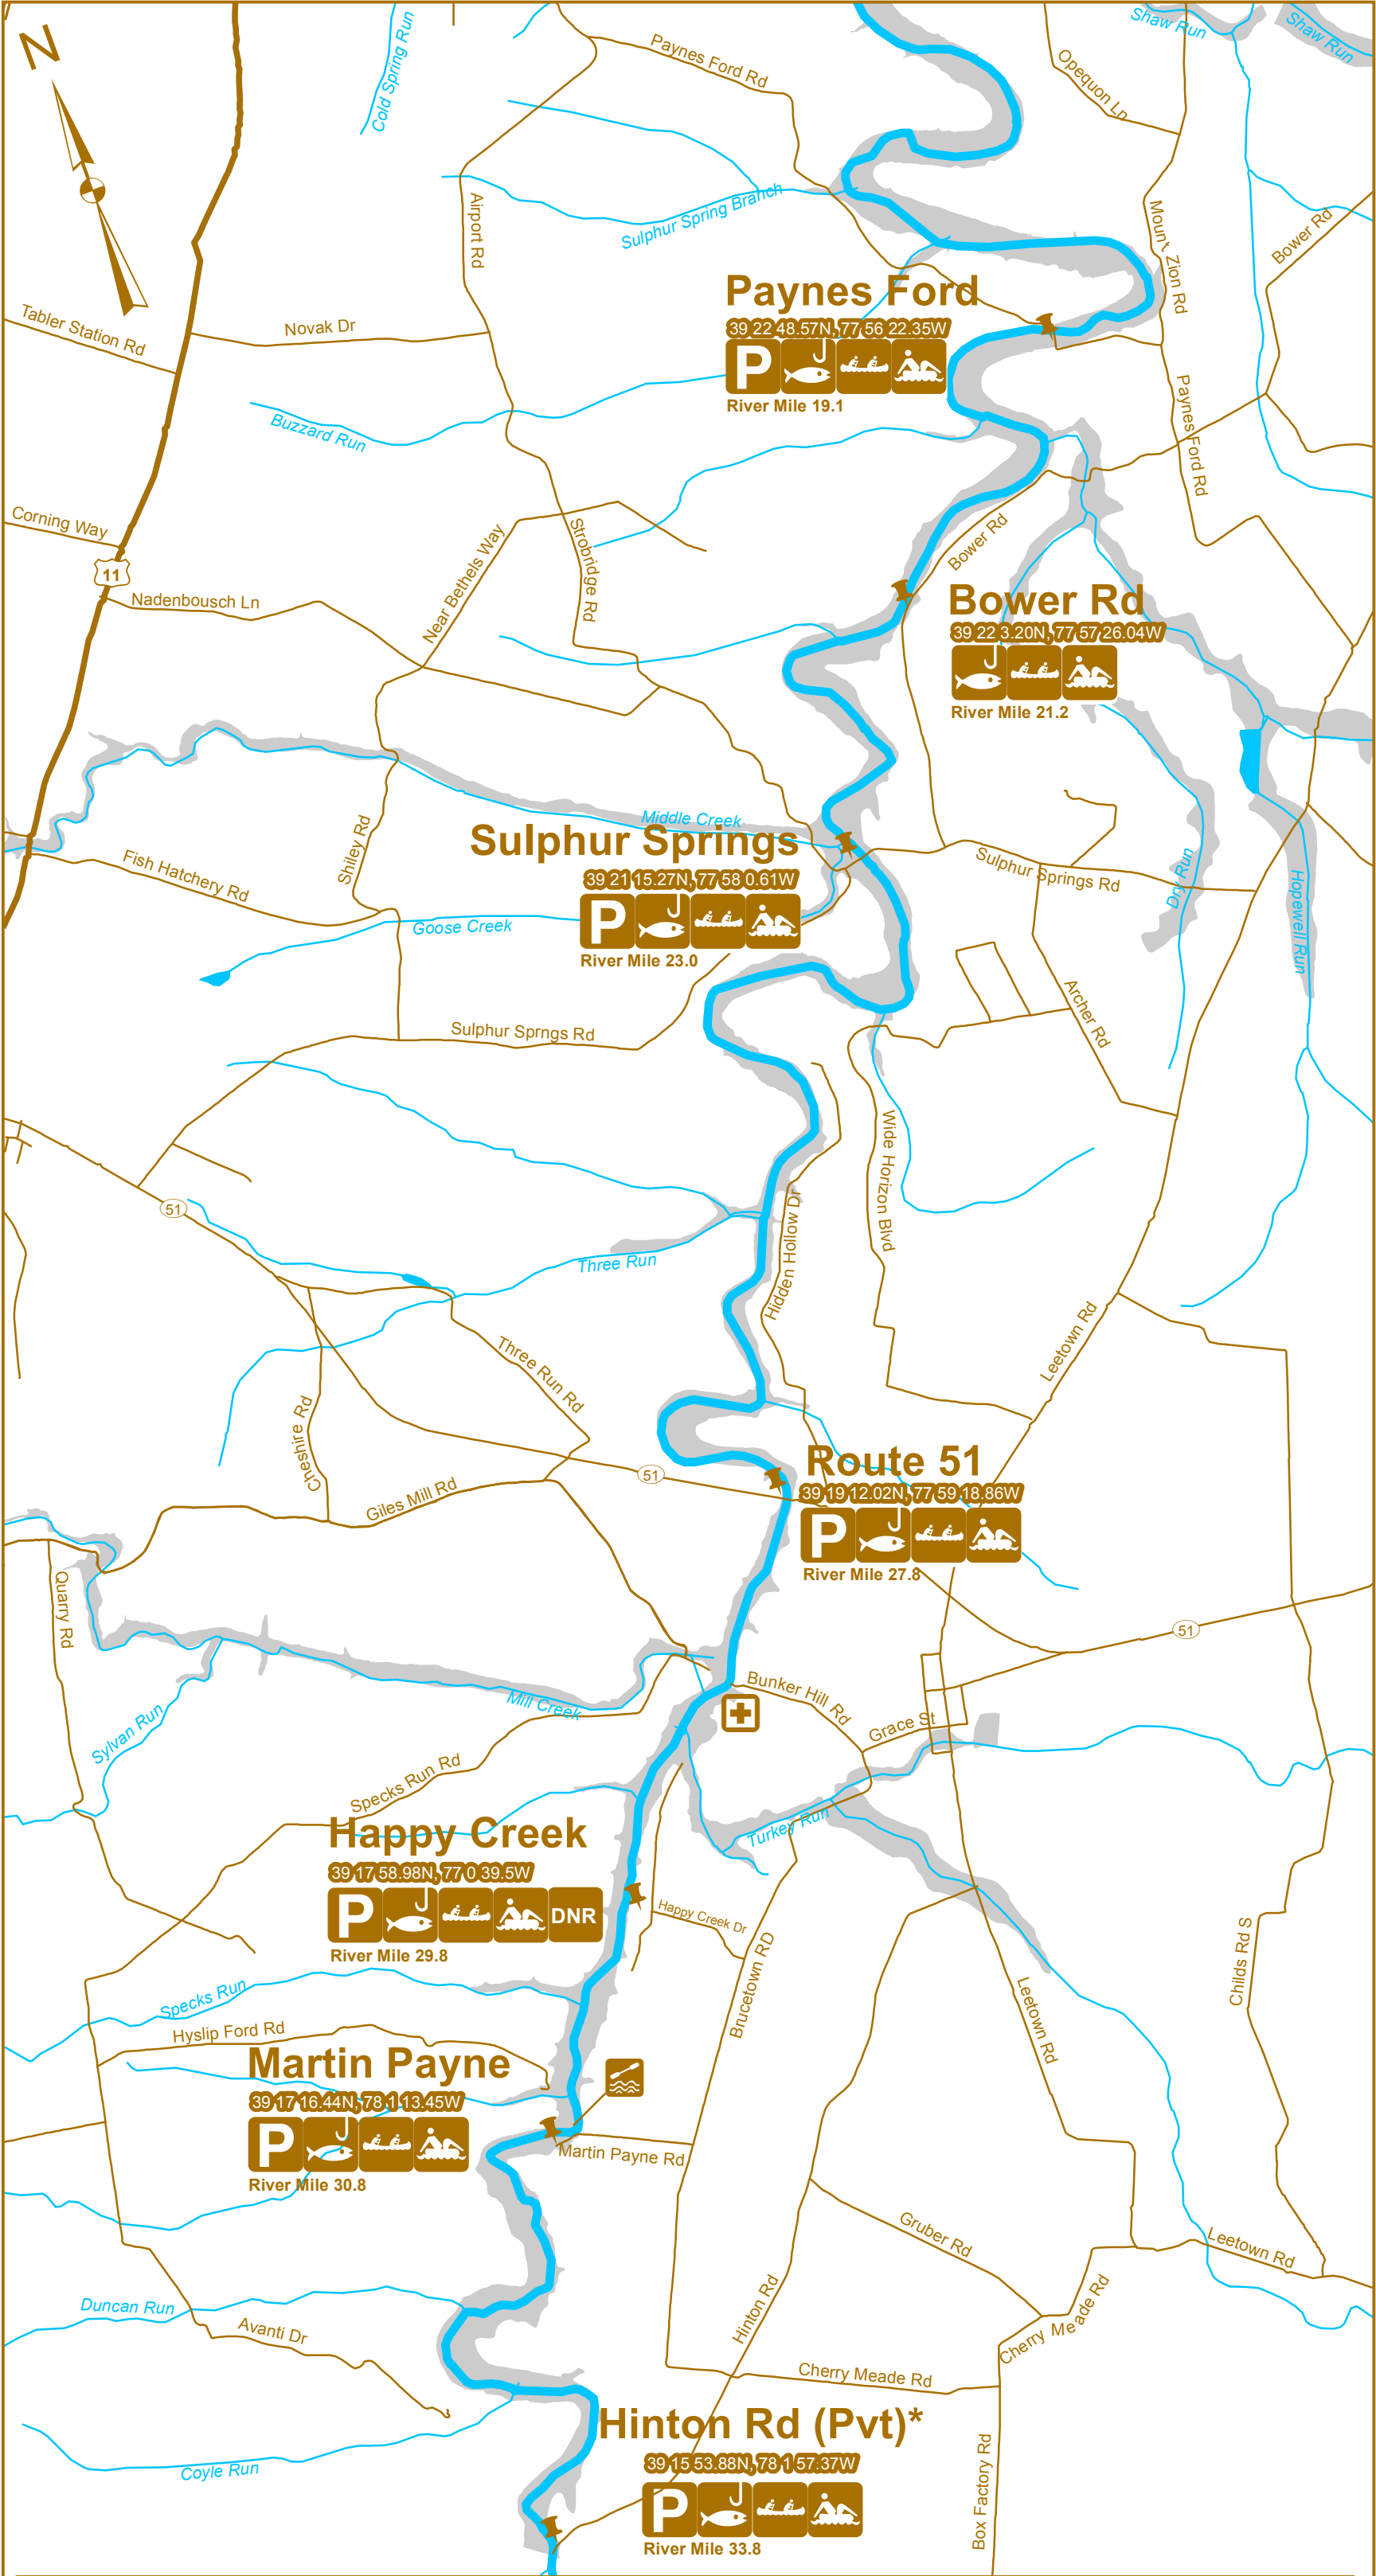 N
Cold Spring Run
Paynes Ford Rd
Opequon Ln
Shaw Run
Shaw Run
Airport Rd
Sulphur Spring Branch
Mount Zion Rd
Bower Rd
Tabler Station Rd
Novak Dr
Paynes Ford
39 22 48.57N, 77 56 22.35W
P
River Mile 19.1
Buzzard Run
Paynes Ford Rd
Corning Way
11
Nadenbousch Ln
Near Bethels Way
Strobridge Rd
Bower Rd
Bower Rd
39 22 3.20N, 77 57 26.04W
River Mile 21.2
Middle Creek
Sulphur Springs
39 21 15.27N, 77 58 0.61W
P
River Mile 23.0
Shiley Rd
Fish Hatchery Rd
Goose Creek
Sulphur Springs Rd
Dry Run
Hopewell Run
Sulphur Sprngs Rd
Archer Rd
Wide Horizon Blvd
51
Hidden Hollow Dr
Three Run
Leetown Rd
Three Run Rd
Cheshire Rd
Giles Mill Rd
51
Route 51
39 19 12.02N, 77 59 18.86W
P
River Mile 27.8
Quarry Rd
51
Sylvan Run
Mill Creek
Bunker Hill Rd
Grace St
Specks Run Rd
Turkey Run
Happy Creek
39 17 58.98N, 77 0 39.5W
P
DNR
River Mile 29.8
Happy Creek Dr
Brucetown RD
Childs Rd S
Leetown Rd
Specks Run
Hyslip Ford Rd
Martin Payne
39 17 16.44N, 78 1 13.45W
P
River Mile 30.8
Martin Payne Rd
Gruber Rd
Leetown Rd
Duncan Run
Avanti Dr
Hinton Rd
Cherry Meade Rd
Cherry Meade Rd
Hinton Rd (Pvt)*
39 15 53.88N, 78 1 57.37W
P
River Mile 33.8
Coyle Run
Box Factory Rd